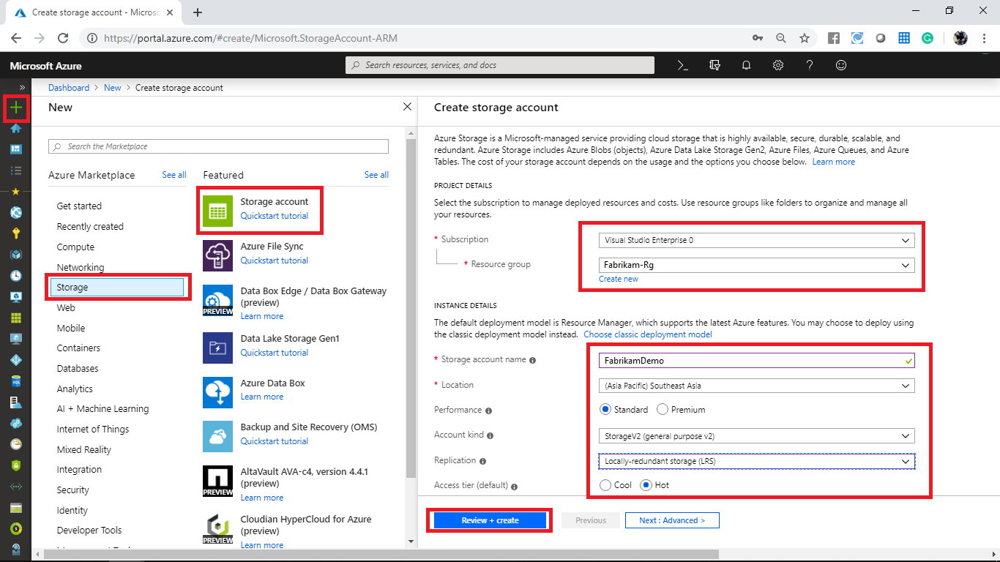 Create storage account - Microso
https://portal.azure.com/#create/Microsoft.StorageAccount-ARM
Microsoft Azure
Search resources, services, and docs
Dashboard > New > Create storage account
New
Search the Marketplace
Azure Marketplace
See all
Get started
Recently created
Compute
Networking
Storage
Web
Mobile
Containers
Databases
Analytics
AI + Machine Learning
Internet of Things
Mixed Reality
Integration
Security
Identity
Developer Tools
Featured
See all
Storage account
Quickstart tutorial
Azure File Sync
Quickstart tutorial
PREVIEW
Data Box Edge / Data Box Gateway
(preview)
Learn more
Data Lake Storage Gen1
Quickstart tutorial
Azure Data Box
Learn more
Backup and Site Recovery (OMS)
Quickstart tutorial
PREVIEW
AltaVault AVA-c4, version 4.4.1
(preview)
Learn more
PREVIEW
Cloudian HyperCloud for Azure
(preview)
Learn more
Create storage account
Azure Storage is a Microsoft-managed service providing cloud storage that is highly available, secure, durable, scalable, and
redundant. Azure Storage includes Azure Blobs (objects), Azure Data Lake Storage Gen2, Azure Files, Azure Queues, and Azure
Tables. The cost of your storage account depends on the usage and the options you choose below. Learn more
PROJECT DETAILS
Select the subscription to manage deployed resources and costs. Use resource groups like folders to organize and manage all
your resources.
* Subscription
Visual Studio Enterprise 0
* Resource group
Fabrikam-Rg
Create new
INSTANCE DETAILS
The default deployment model is Resource Manager, which supports the latest Azure features. You may choose to deploy using
the classic deployment model instead. Choose classic deployment model
* Storage account name
FabrikamDemo
* Location
(Asia Pacific) Southeast Asia
Performance
Standard Premium
Account kind
StorageV2 (general purpose v2)
Replication
Locally-redundant storage (LRS)
Access tier (default)
Cool Hot
Review + create
Previous
Next : Advanced >